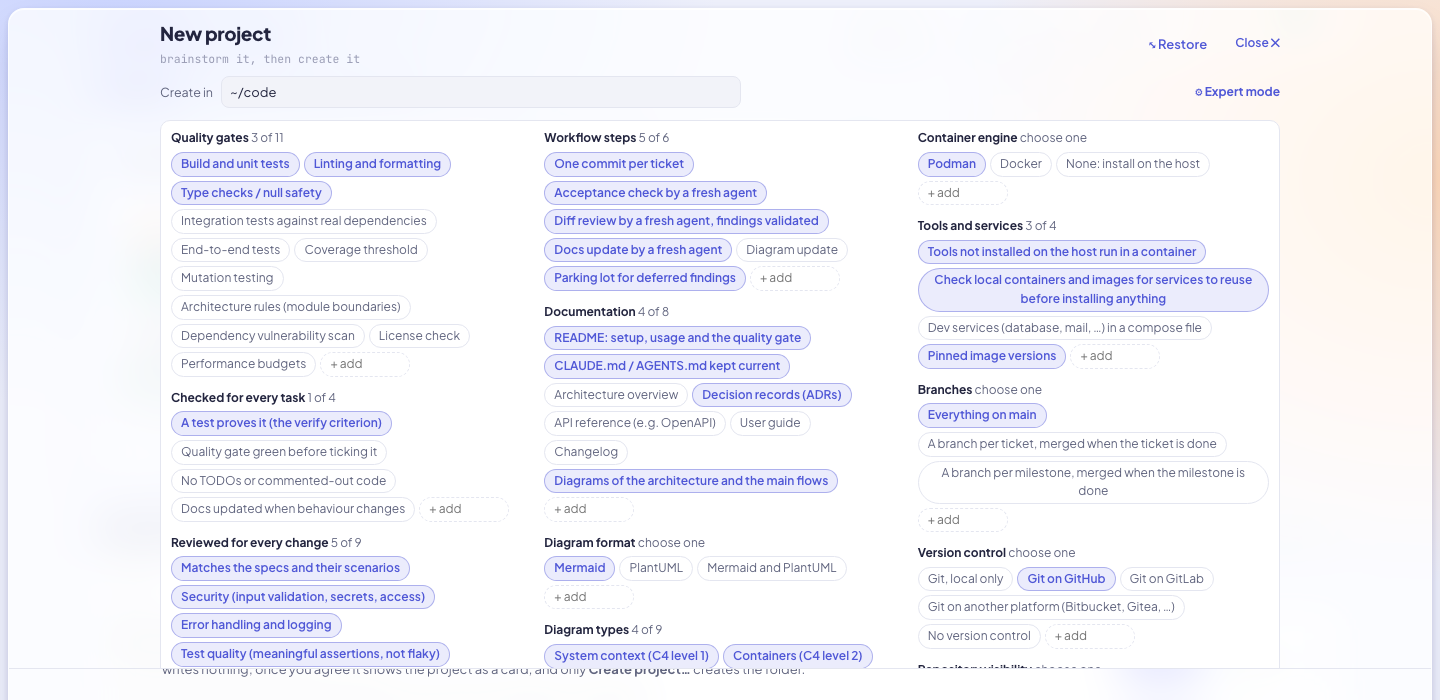 New project
brainstorm it, then create it
Restore
Close
Create in
~/code
Expert mode
Quality gates 3 of 11
Build and unit tests
Linting and formatting
Type checks / null safety
Integration tests against real dependencies
End-to-end tests
Coverage threshold
Mutation testing
Architecture rules (module boundaries)
Dependency vulnerability scan
License check
Performance budgets
+ add
Checked for every task 1 of 4
A test proves it (the verify criterion)
Quality gate green before ticking it
No TODOs or commented-out code
Docs updated when behaviour changes
+ add
Reviewed for every change 5 of 9
Matches the specs and their scenarios
Security (input validation, secrets, access)
Error handling and logging
Test quality (meaningful assertions, not flaky)
Workflow steps 5 of 6
One commit per ticket
Acceptance check by a fresh agent
Diff review by a fresh agent, findings validated
Docs update by a fresh agent
Diagram update
Parking lot for deferred findings
+ add
Documentation 4 of 8
README: setup, usage and the quality gate
CLAUDE.md / AGENTS.md kept current
Architecture overview
Decision records (ADRs)
API reference (e.g. OpenAPI)
User guide
Changelog
Diagrams of the architecture and the main flows
+ add
Diagram format choose one
Mermaid
PlantUML
Mermaid and PlantUML
+ add
Diagram types 4 of 9
System context (C4 level 1)
Containers (C4 level 2)
Container engine choose one
Podman
Docker
None: install on the host
+ add
Tools and services 3 of 4
Tools not installed on the host run in a container
Check local containers and images for services to reuse
before installing anything
Dev services (database, mail, …) in a compose file
Pinned image versions
+ add
Branches choose one
Everything on main
A branch per ticket, merged when the ticket is done
A branch per milestone, merged when the milestone is
done
+ add
Version control choose one
Git, local only
Git on GitHub
Git on GitLab
Git on another platform (Bitbucket, Gitea, …)
No version control
+ add
Repository visibility choose one
writes nothing; once you agree it shows the project as a card, and only Create project… creates the folder.